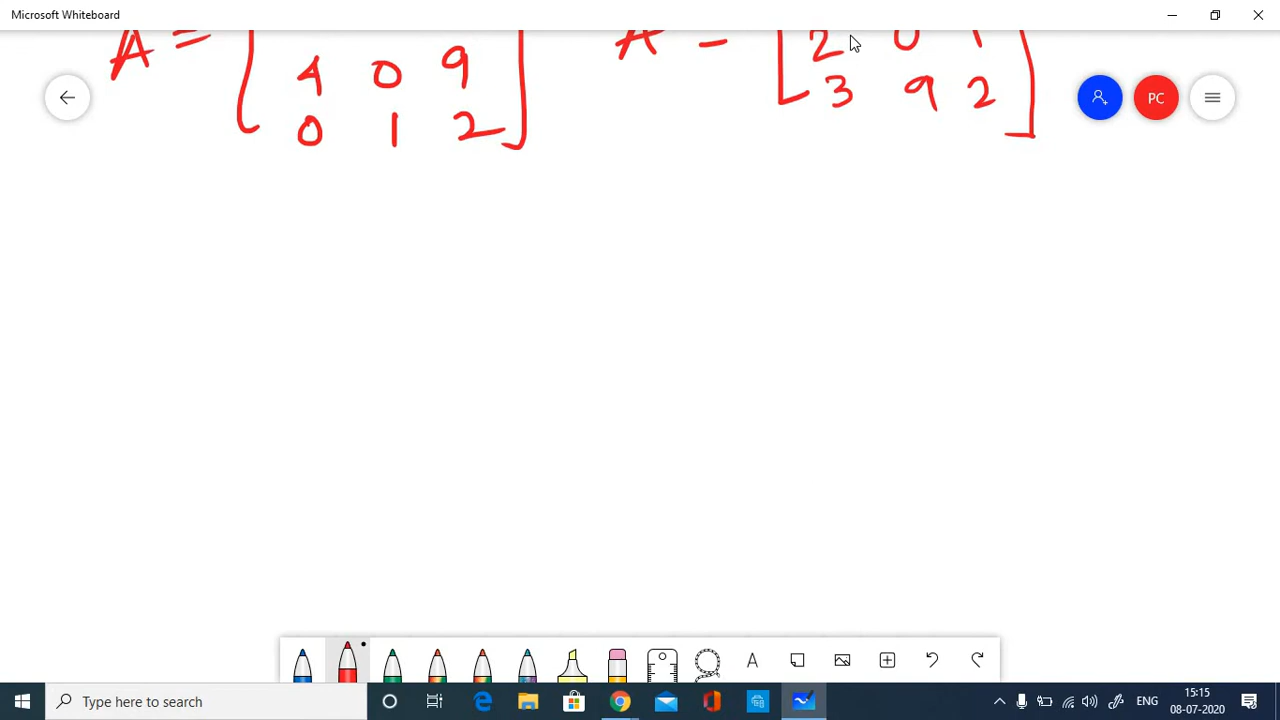 Microsoft Whiteboard
A =
4 0 9
0 1 2
A -
2 0 1
3 9 2
PC
A
Type here to search
ENG
15:15
08-07-2020